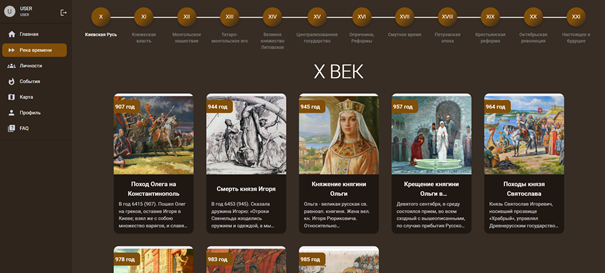 U
USER
user
Главная
Река времени
Личности
События
Карта
Профиль
FAQ
X
XI
XII
XIII
XIV
XV
XVI
XVII
XVIII
XIX
XX
XXI
Киевская Русь
Княжеская
власть
Монгольское
нашествие
Татаро-
монгольское иго
Великое
княжество
Литовское
Централизованное
государство
Опричнина,
Реформы
Смутное время
Петровская
эпоха
Крестьянская
реформа
Октябрьская
революция
Настоящее и
будущее
X ВЕК
907 год
Поход Олега на
Константинополь
В год 6415 (907). Пошел Олег
на греков, оставив Игоря в
Киеве; взял же с собою
множество варягов, и славя...
944 год
Смерть князя Игоря
В год 6453 (945). Сказала
дружина Игорю: «Отроки
Свенельда изоделись
оружием и одеждой, а мы...
945 год
Княжение княгини
Ольги
Ольга - великая русская св.
равноап. княгиня. Жена вел.
кн. Игоря Рюриковича.
Относительно...
957 год
Крещение княгини
Ольги в...
Девятого сентября, в среду
состоялся прием, во всем
сходный с вышеописанными,
по случаю прибытия Русско...
964 год
Походы князя
Святослава
Князь Святослав Игоревич,
носивший прозвище
«Храбрый», управлял
Древнерусским государство...
978 год
983 год
985 год